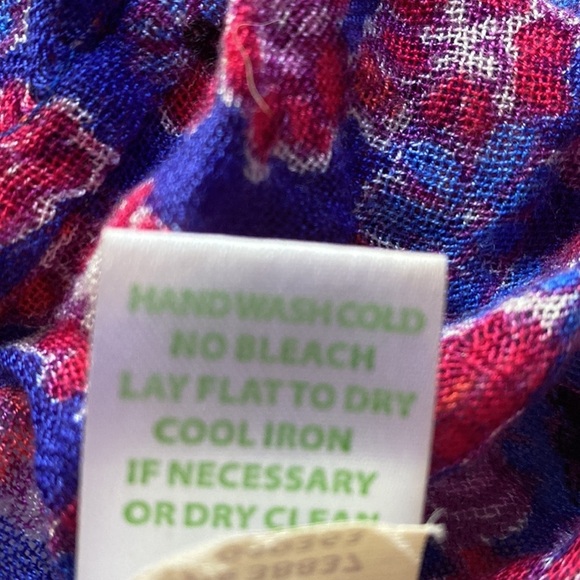 HAND WASH COLD
NO BLEACH
LAY FLAT TO DRY
COOL IRON
IF NECESSARY
OR DRY CLEAN